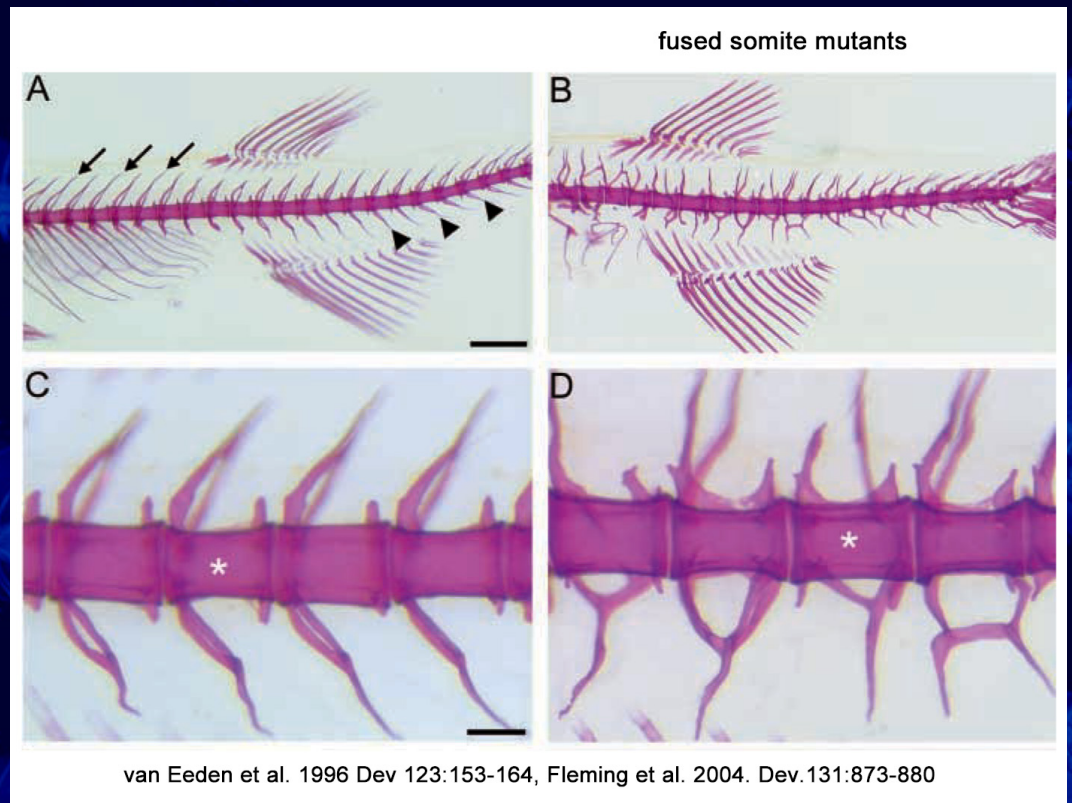 fused somite mutants
A
B
C
D
*
*
van Eeden et al. 1996 Dev 123:153-164, Fleming et al. 2004. Dev.131:873-880